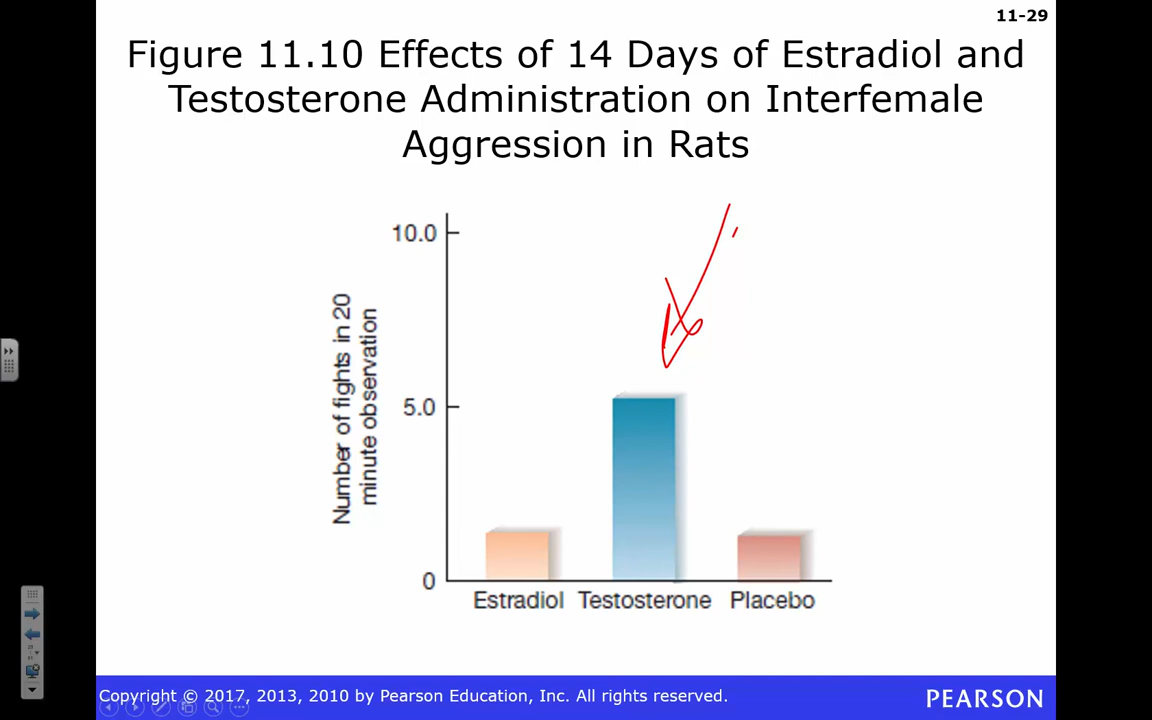 11-29
Figure 11.10 Effects of 14 Days of Estradiol and
Testosterone Administration on Interfemale
Aggression in Rats
Number of fights in 20
minute observation
10.0
5.0
0
Estradiol Testosterone Placebo
Copyright © 2017, 2013, 2010 by Pearson Education, Inc. All rights reserved.
PEARSON